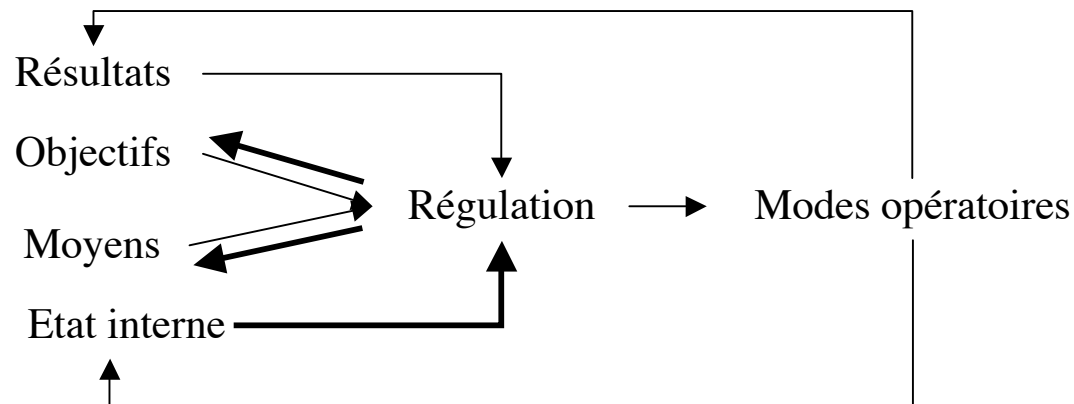 Résultats
Objectifs
Régulation
Modes opératoires
Moyens
Etat interne